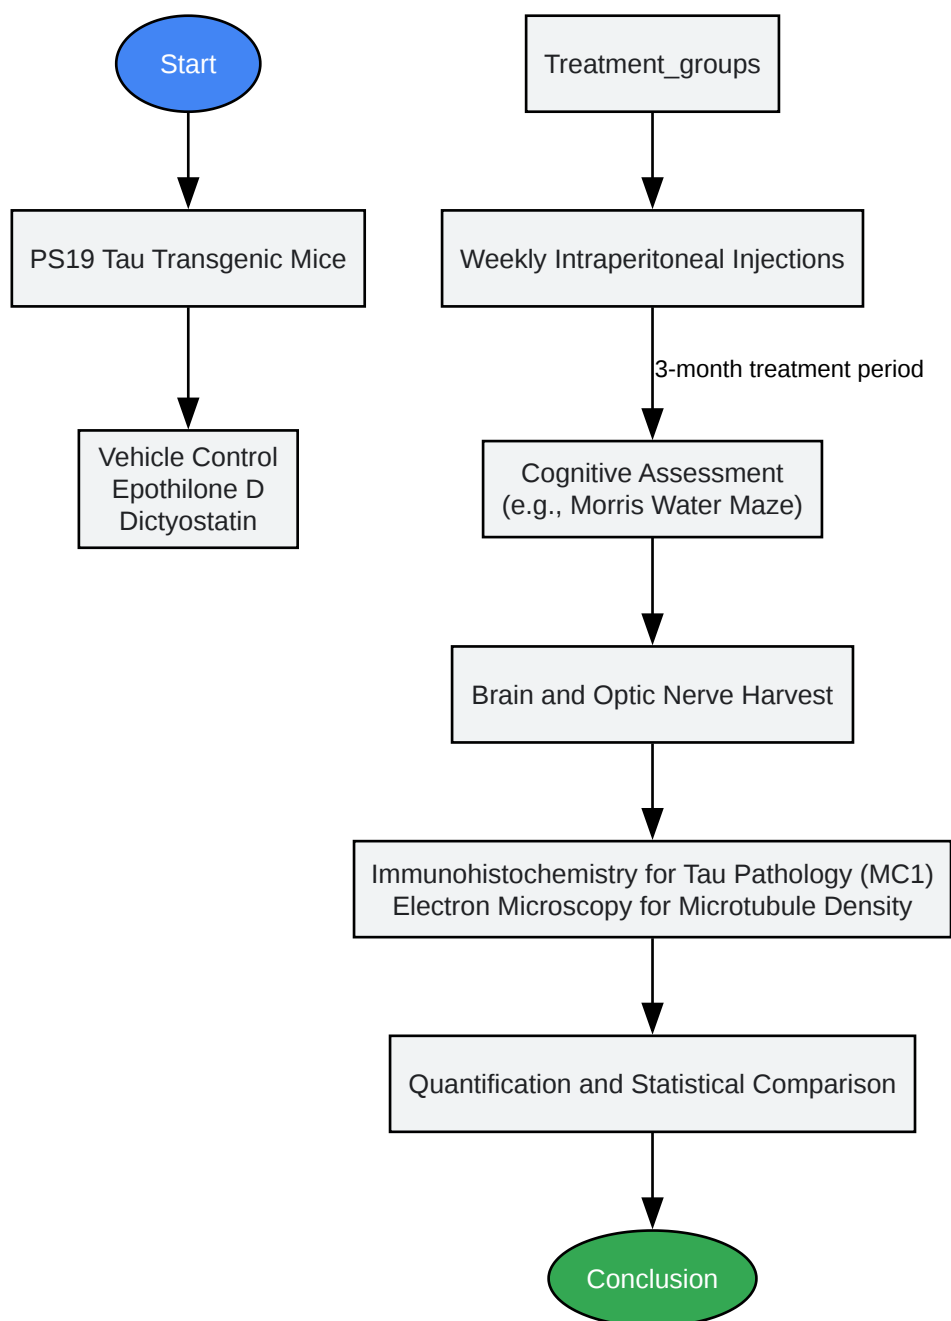 Start
PS19 Tau Transgenic Mice
Vehicle Control
Epothilone D
Dictyostatin
Treatment_groups
Weekly Intraperitoneal Injections
3-month treatment period
Cognitive Assessment
(e.g., Morris Water Maze)
Brain and Optic Nerve Harvest
Immunohistochemistry for Tau Pathology (MC1)
Electron Microscopy for Microtubule Density
Quantification and Statistical Comparison
Conclusion